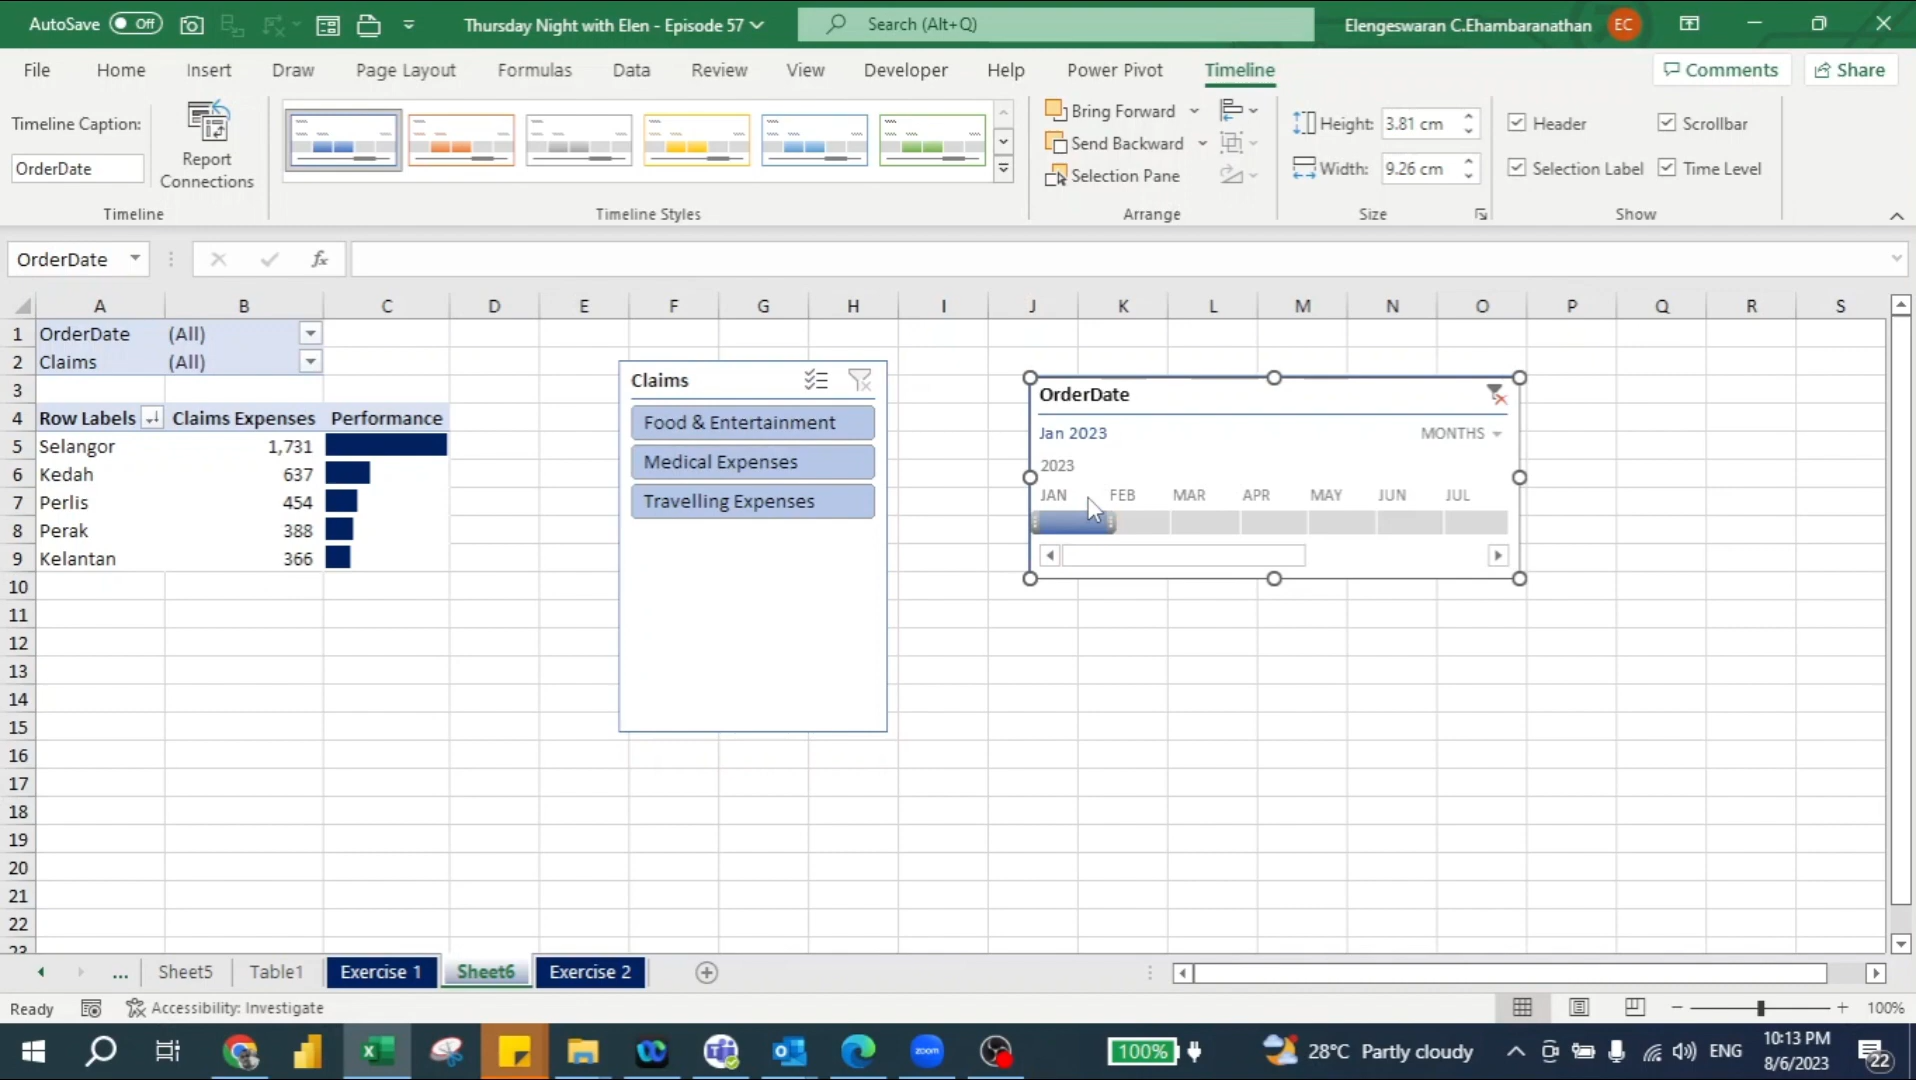 AutoSave Off Thursday Night with Elen - Episode 57 Search (Alt+Q) Elengeswaran C.Ehambaranathan EC
File Home Insert Draw Page Layout Formulas Data Review View Developer Help Power Pivot Timeline Comments Share
Timeline Caption:
OrderDate
Report
Connections
Timeline
Timeline Styles
Bring Forward
Send Backward
Selection Pane
Arrange
Height: 3.81 cm
Width: 9.26 cm
Size
Header Scrollbar
Selection Label Time Level
Show
OrderDate fx
A B C D E F G H I J K L M N O P Q R S
1 OrderDate (All)
2 Claims (All)
3
4 Row Labels Claims Expenses Performance
5 Selangor 1,731
6 Kedah 637
7 Perlis 454
8 Perak 388
9 Kelantan 366
10
11
12
13
14
15
16
17
18
19
20
21
22
23
Claims
Food & Entertainment
Medical Expenses
Travelling Expenses
OrderDate
Jan 2023 MONTHS
2023
JAN FEB MAR APR MAY JUN JUL
... Sheet5 Table1 Exercise 1 Sheet6 Exercise 2
Ready Accessibility: Investigate 100%
zoom 100% 28°C Partly cloudy ENG 10:13 PM
8/6/2023 22